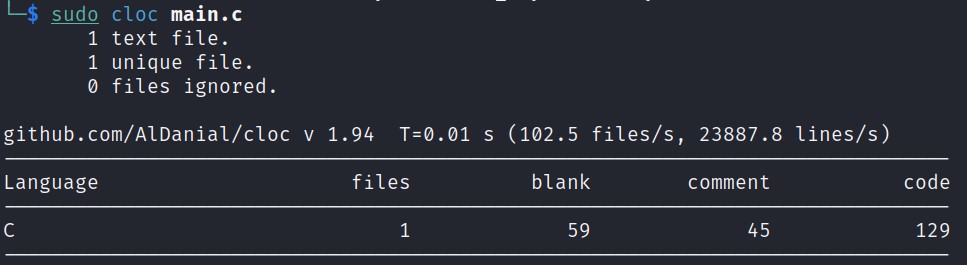 └─$ sudo cloc main.c
1 text file.
1 unique file.
0 files ignored.
github.com/AlDanial/cloc v 1.94  T=0.01 s (102.5 files/s, 23887.8 lines/s)
Language files blank comment code
C 1 59 45 129